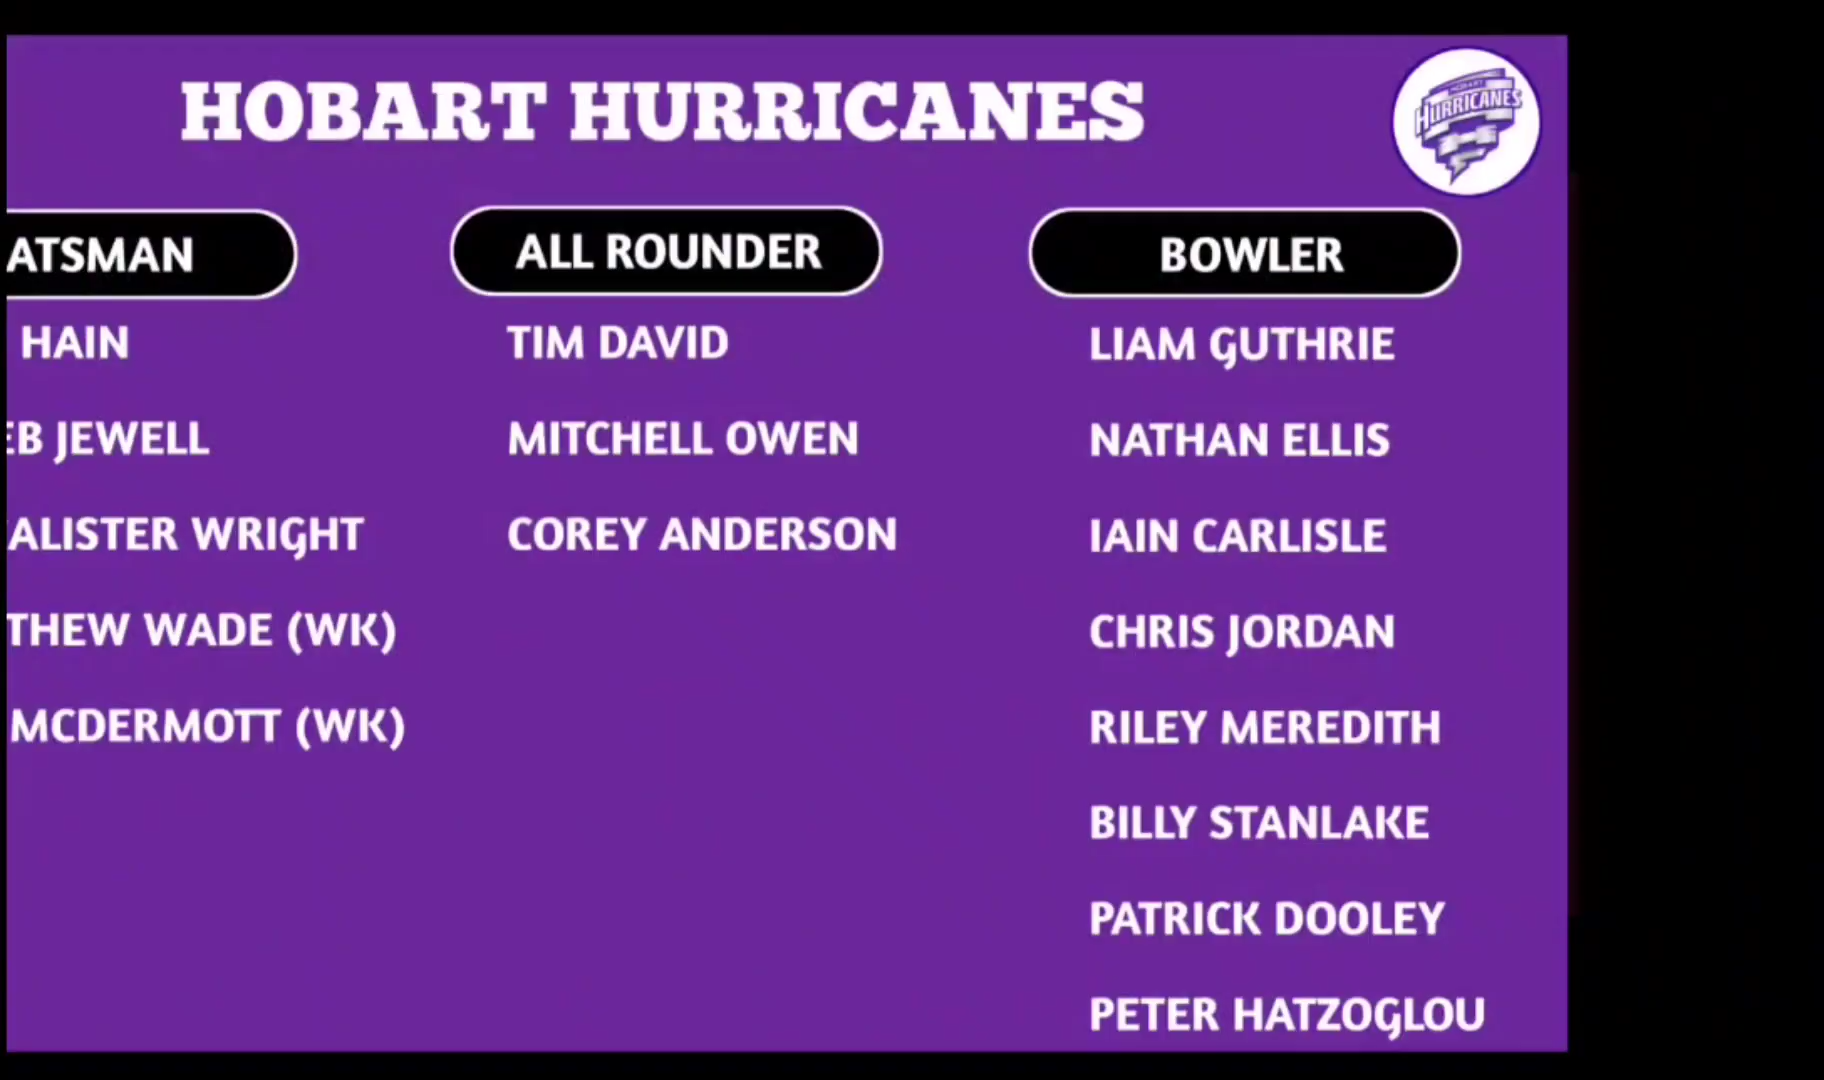 HOBART HURRICANES
HOBART
HURRICANES
ATSMAN
HAIN
EB JEWELL
ALISTER WRIGHT
THEW WADE (WK)
MCDERMOTT (WK)
ALL ROUNDER
TIM DAVID
MITCHELL OWEN
COREY ANDERSON
BOWLER
LIAM GUTHRIE
NATHAN ELLIS
IAIN CARLISLE
CHRIS JORDAN
RILEY MEREDITH
BILLY STANLAKE
PATRICK DOOLEY
PETER HATZOGLOU